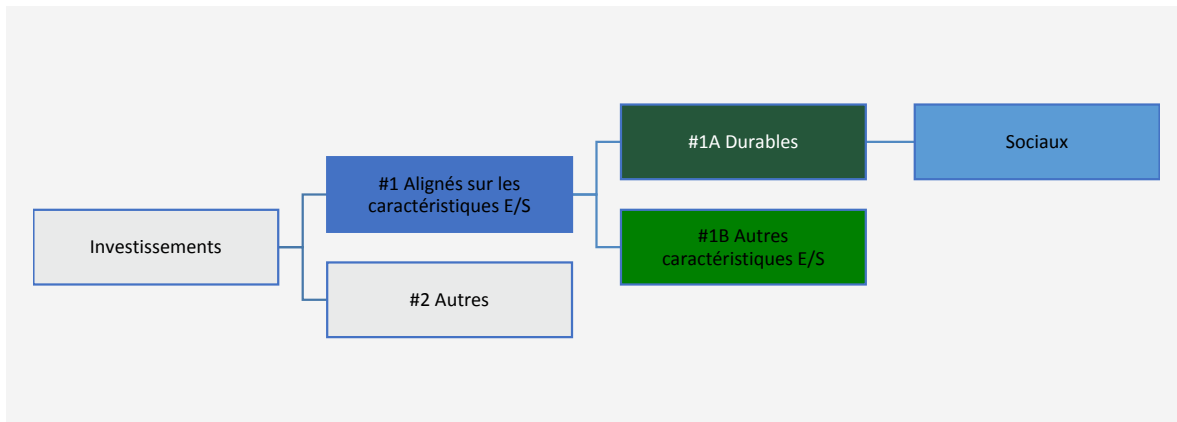 #1A Durables
Sociaux
#1 Alignés sur les
caractéristiques E/S
#1B Autres
caractéristiques E/S
Investissements
#2 Autres